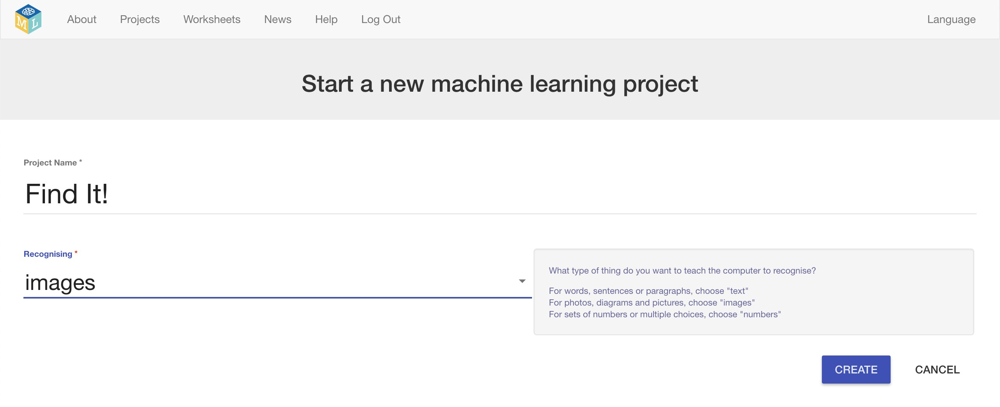 M L
About Projects Worksheets News Help Log Out Language
Start a new machine learning project
Project Name *
Find It!
Recognising *
images
What type of thing do you want to teach the computer to recognise?
For words, sentences or paragraphs, choose "text"
For photos, diagrams and pictures, choose "images"
For sets of numbers or multiple choices, choose "numbers"
CREATE CANCEL